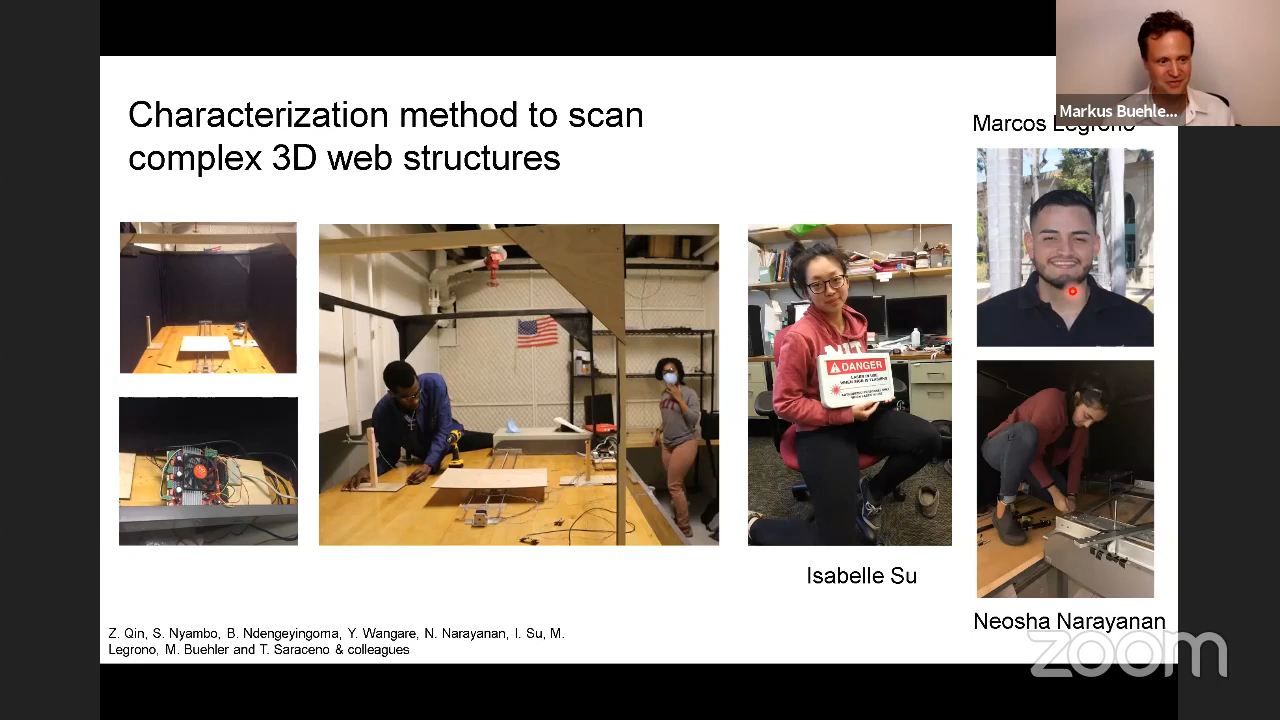 Characterization method to scan
complex 3D web structures
Markus Buehle...
Marcos Legrono
MIT
DANGER
Isabelle Su
Neosha Narayanan
Z. Qin, S. Nyambo, B. Ndengeyingoma, Y. Wangare, N. Narayanan, I. Su, M.
Legrono, M. Buehler and T. Saraceno & colleagues
zoom